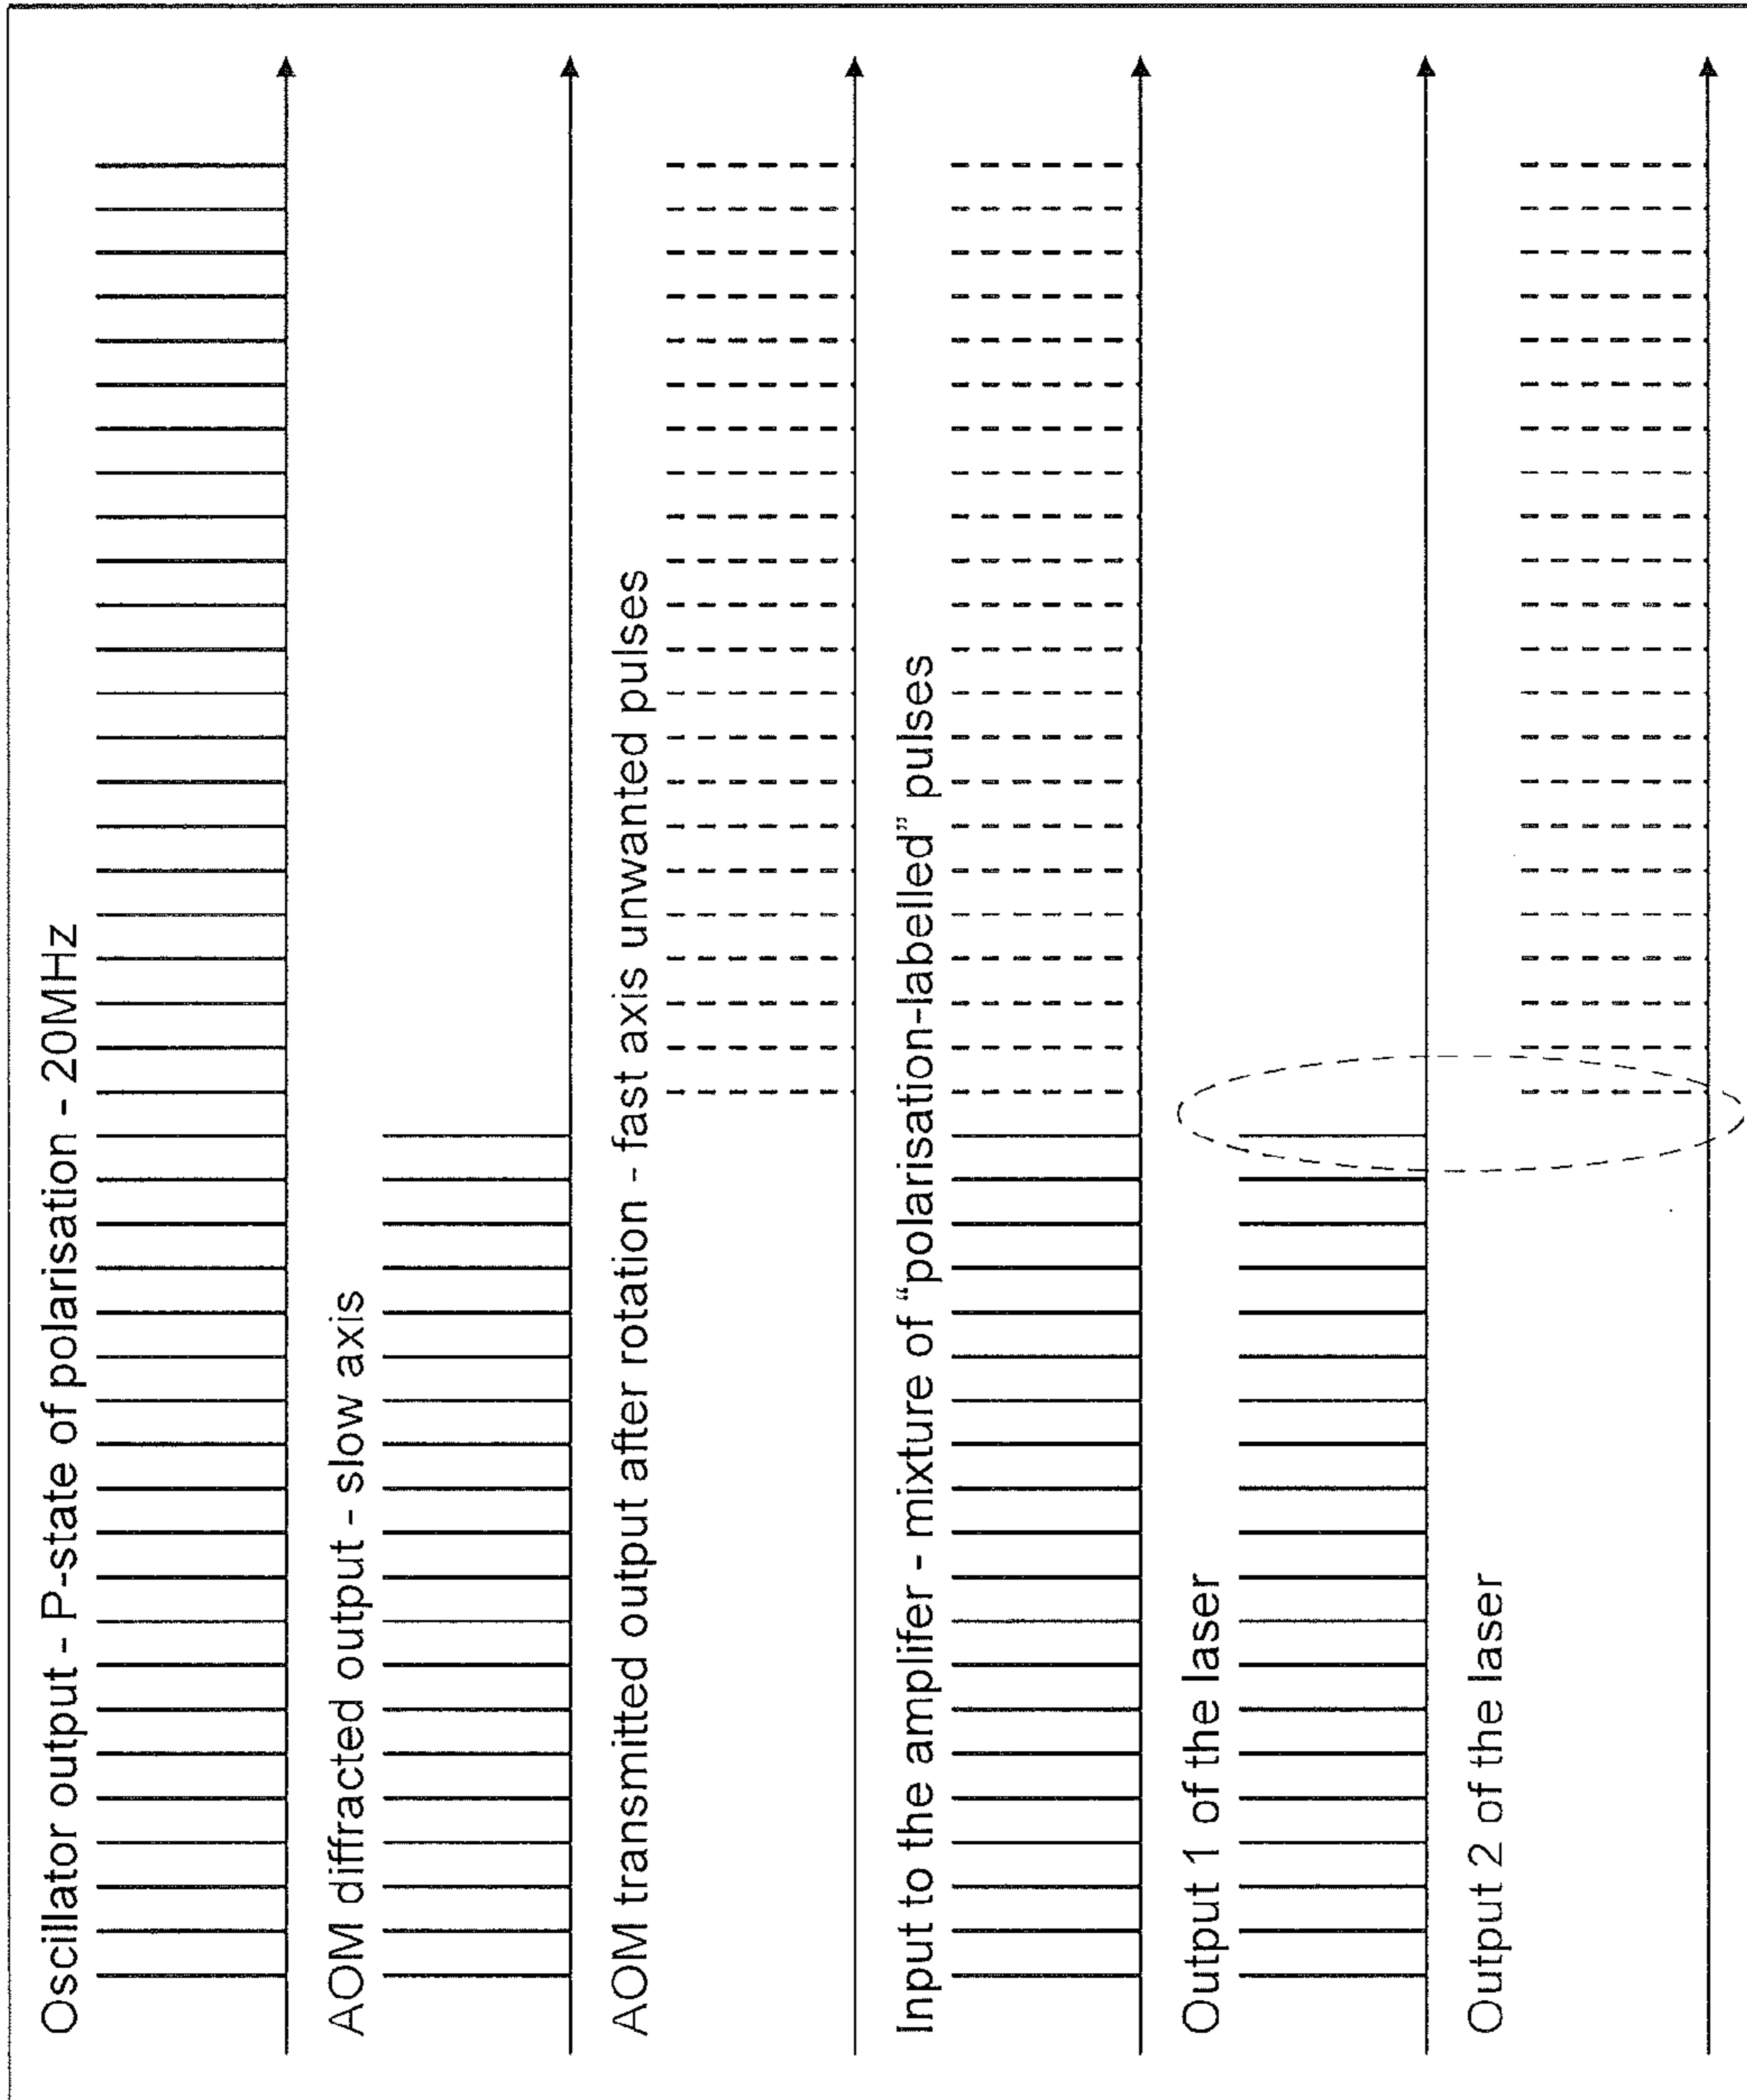 Oscillator output - P-state of polarisation - 20MHz
AOM diffracted output - slow axis
AOM transmitted output after rotation - fast axis unwanted pulses
Input to the amplifer - mixture of “polarisation-labelled” pulses
Output 1 of the laser
Output 2 of the laser